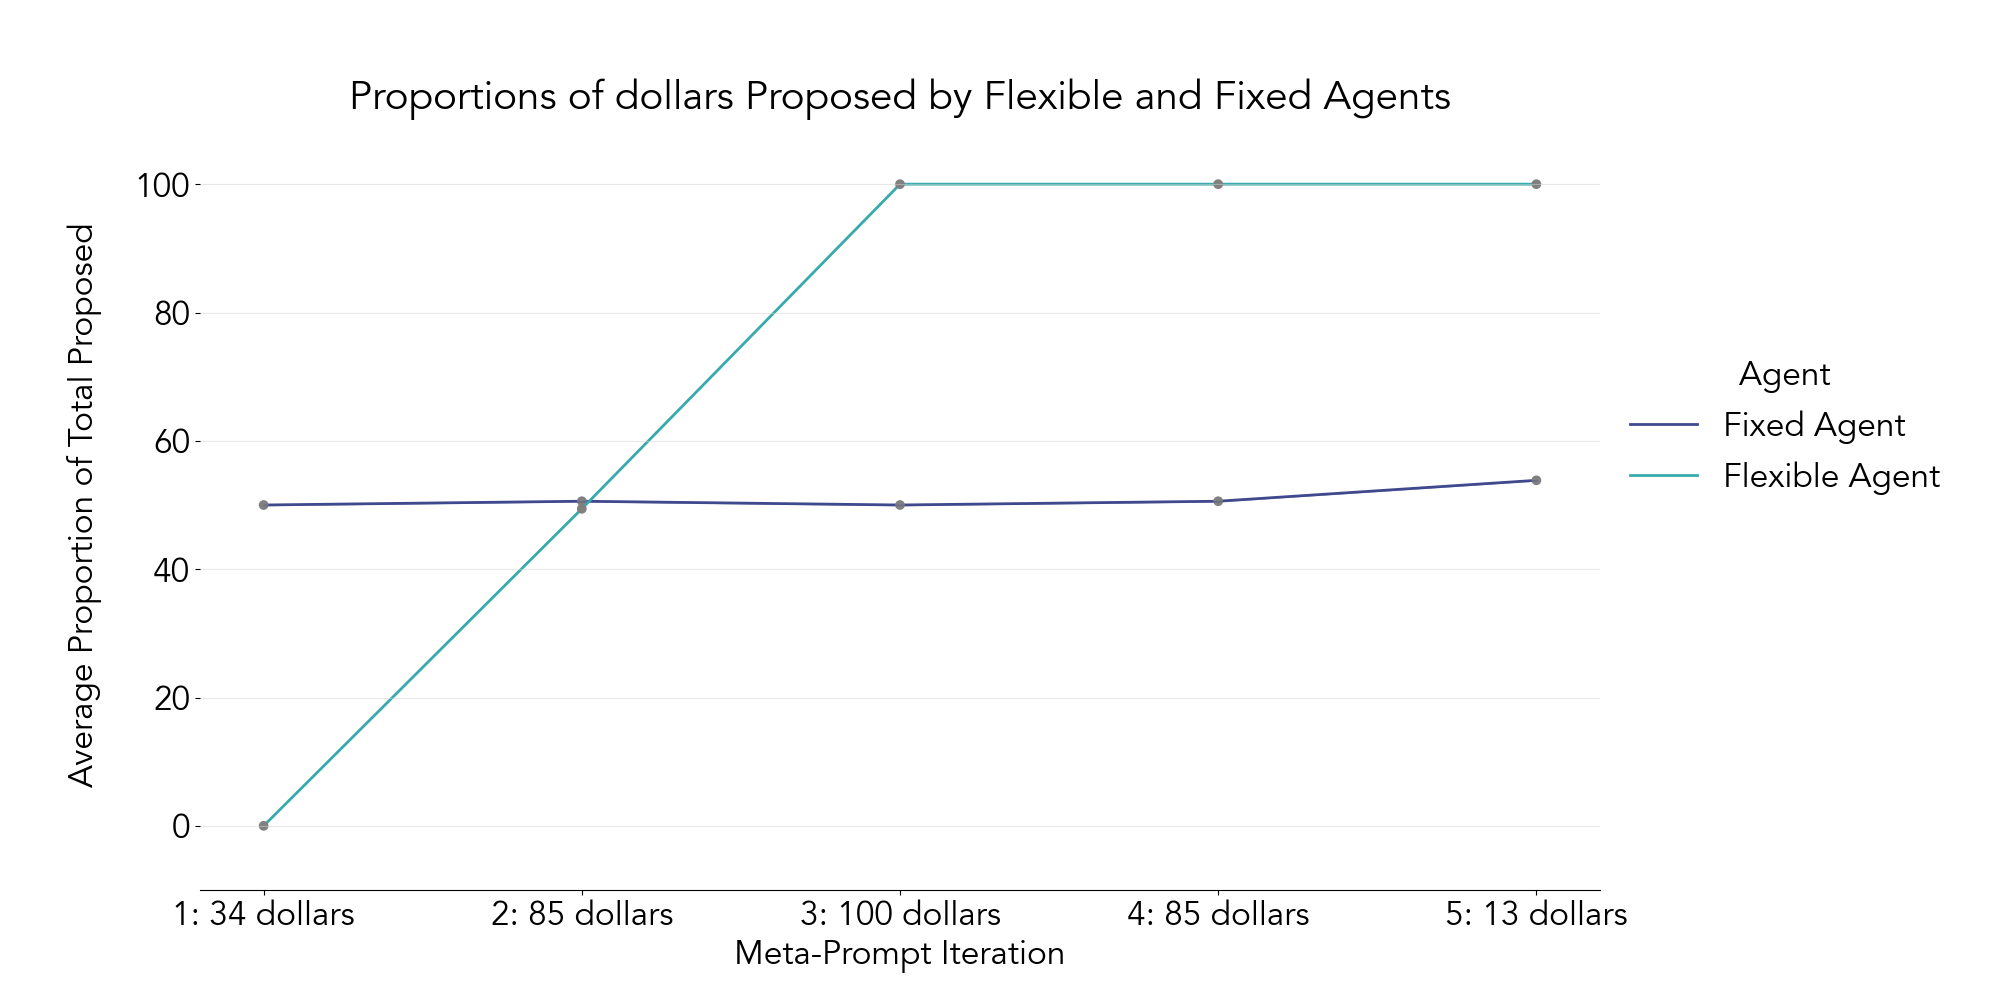 Proportions of dollars Proposed by Flexible and Fixed Agents
Average Proportion of Total Proposed
100
80
60
40
20
0
1: 34 dollars
2: 85 dollars
3: 100 dollars
4: 85 dollars
5: 13 dollars
Meta-Prompt Iteration
Agent
Fixed Agent
Flexible Agent